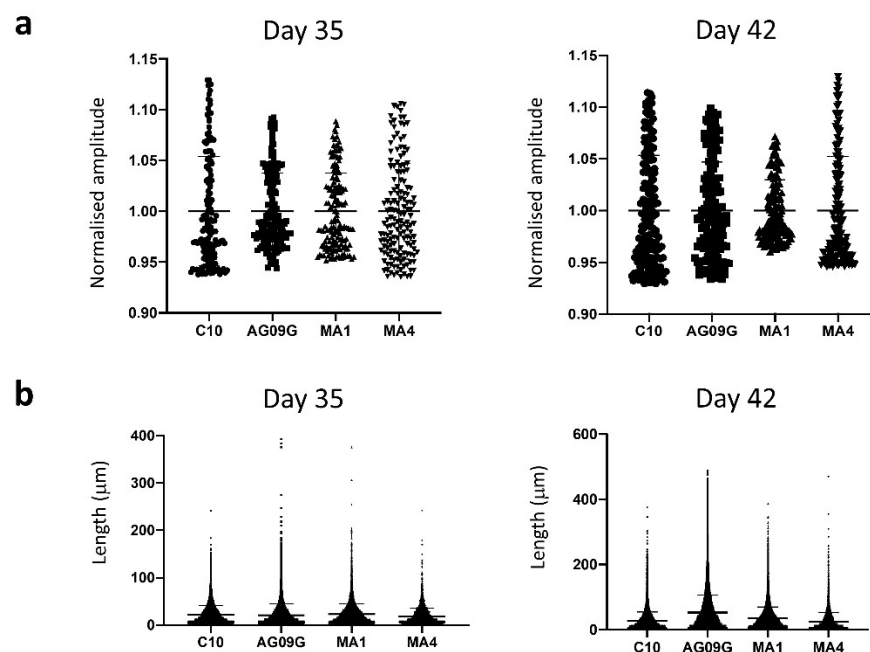 a
Day 35
Normalised amplitude
1.15
1.10
1.05
1.00
0.95
0.90
C10 AG09G MA1 MA4
Day 42
Normalised amplitude
1.15
1.10
1.05
1.00
0.95
0.90
C10 AG09G MA1 MA4
b
Day 35
Length (μm)
400
300
200
100
0
C10 AG09G MA1 MA4
Day 42
Length (μm)
600
400
200
0
C10 AG09G MA1 MA4